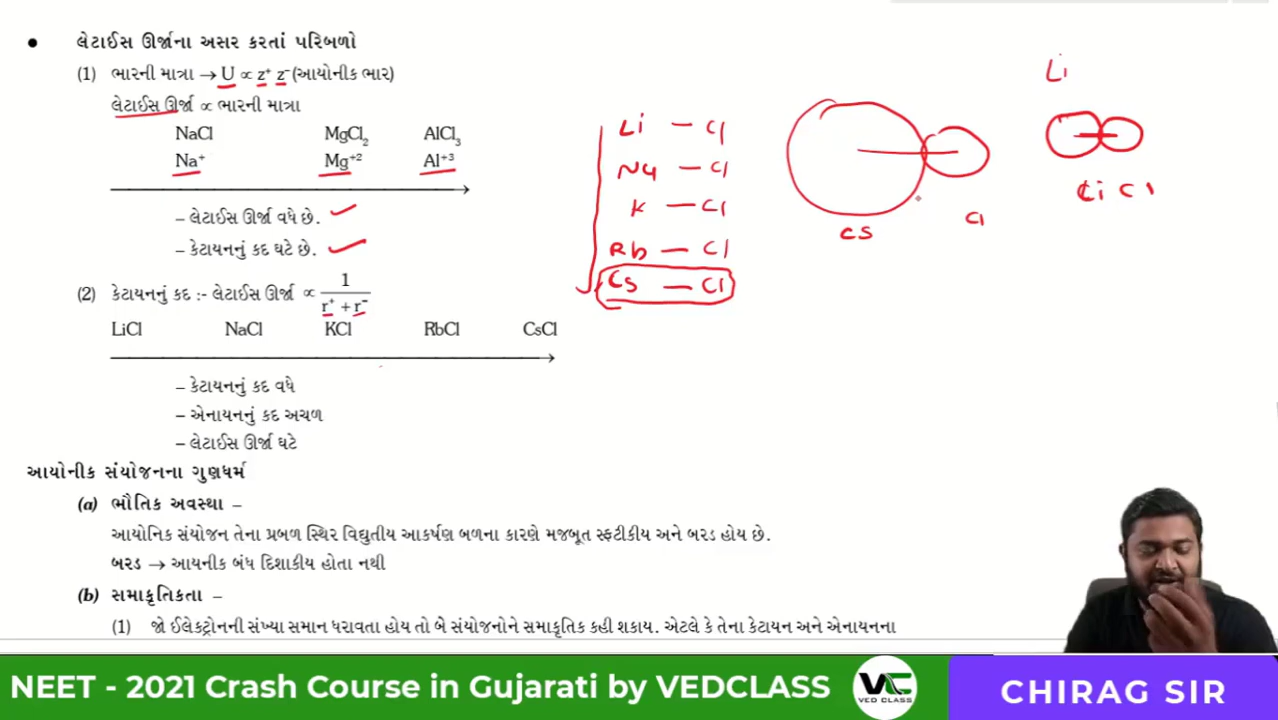 ● લેટાઈસ ઊર્જાના અસર કરતાં પરિબળો
(1) ભારની માત્રા → U ∝ z⁺ z⁻ (આયોનીક ભાર)
લેટાઈસ ઊર્જા ∝ ભારની માત્રા
NaCl MgCl₂ AlCl₃
Na⁺ Mg⁺² Al⁺³
– લેટાઈસ ઊર્જા વધે છે.
– કેટાયનનું કદ ઘટે છે.
(2) કેટાયનનું કદ :- લેટાઈસ ઊર્જા ∝ 1 / r⁺ + r⁻
LiCl NaCl KCl RbCl CsCl
– કેટાયનનું કદ વધે
– એનાયનનું કદ અચળ
– લેટાઈસ ઊર્જા ઘટે
આયોનીક સંયોજનના ગુણધર્મ
(a) ભૌતિક અવસ્થા –
આયોનિક સંયોજન તેના પ્રબળ સ્થિર વિદ્યુતીય આકર્ષણ બળના કારણે મજબૂત સ્ફટીકીય અને બરડ હોય છે.
બરડ → આયનીક બંધ દિશાકીય હોતા નથી
(b) સમાકૃતિકતા –
(1) જો ઈલેક્ટ્રોનની સંખ્યા સમાન ધરાવતા હોય તો બે સંયોજનોને સમાકૃતિક કહી શકાય. એટલે કે તેના કેટાયન અને એનાયનના
Li – Cl
Na – Cl
K – Cl
Rb – Cl
Cs – Cl
Cs Cl
Li
Li Cl
NEET - 2021 Crash Course in Gujarati by VEDCLASS
VC
VED CLASS
CHIRAG SIR